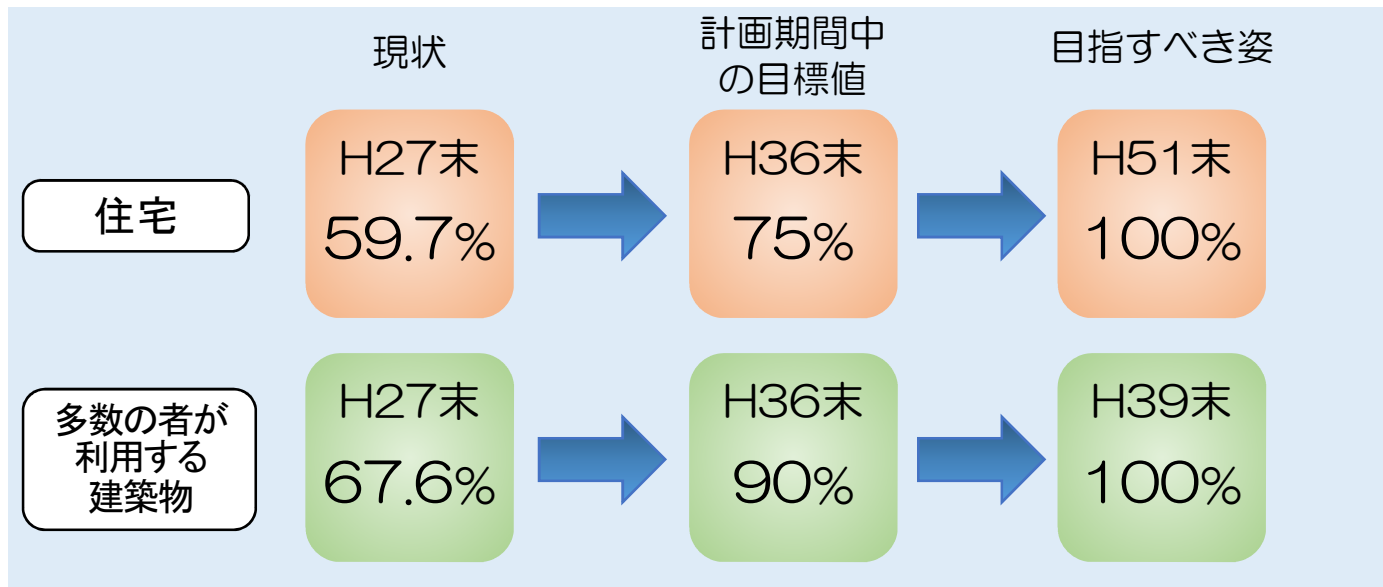 現状
計画期間中
の目標値
目指すべき姿
住宅
H27末
59.7%
H36末
75%
H51末
100%
多数の者が
利用する
建築物
H27末
67.6%
H36末
90%
H39末
100%